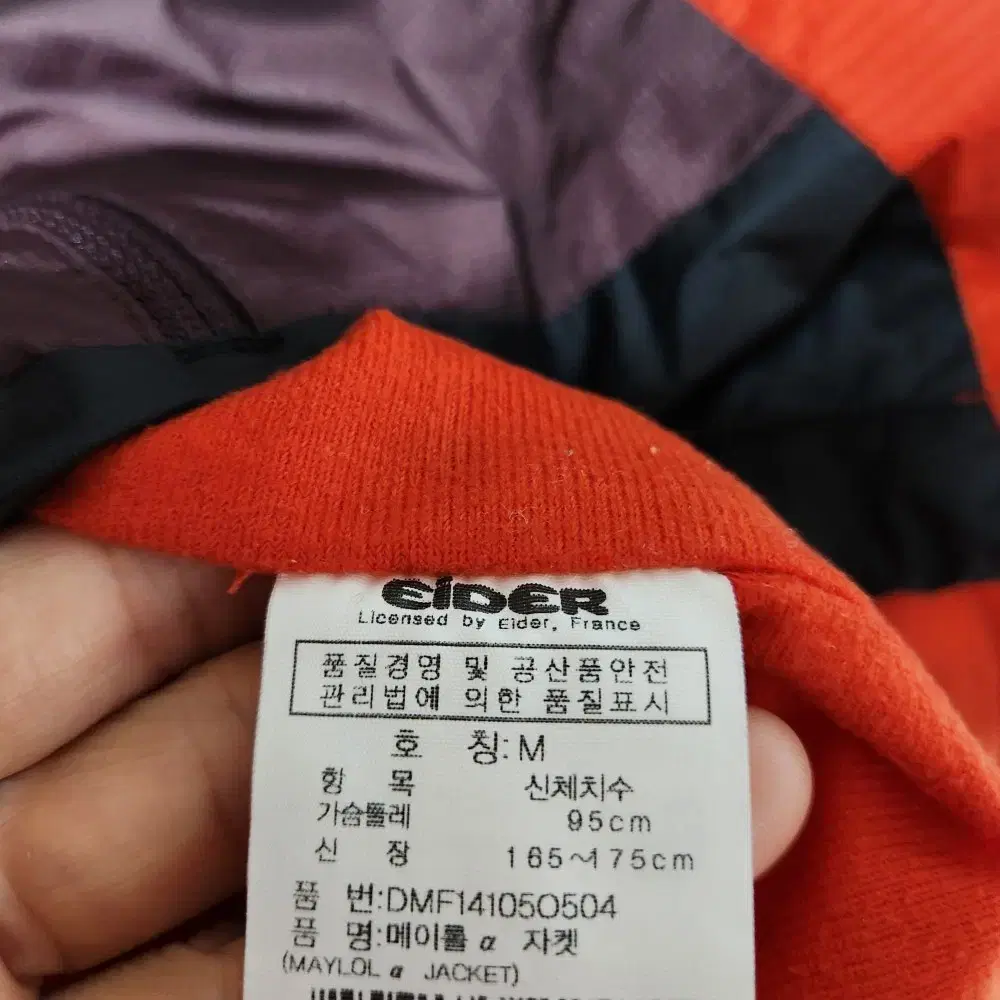 EiDER
Licensed by Eider, France
품질경영 및 공산품안전
관리법에 의한 품질표시
호 칭: M
항 목 신체치수
가슴둘레 95cm
신 장 165~175cm
품 번:DMF14105O504
품 명:메이롤 α 자켓
(MAYLOL α JACKET)